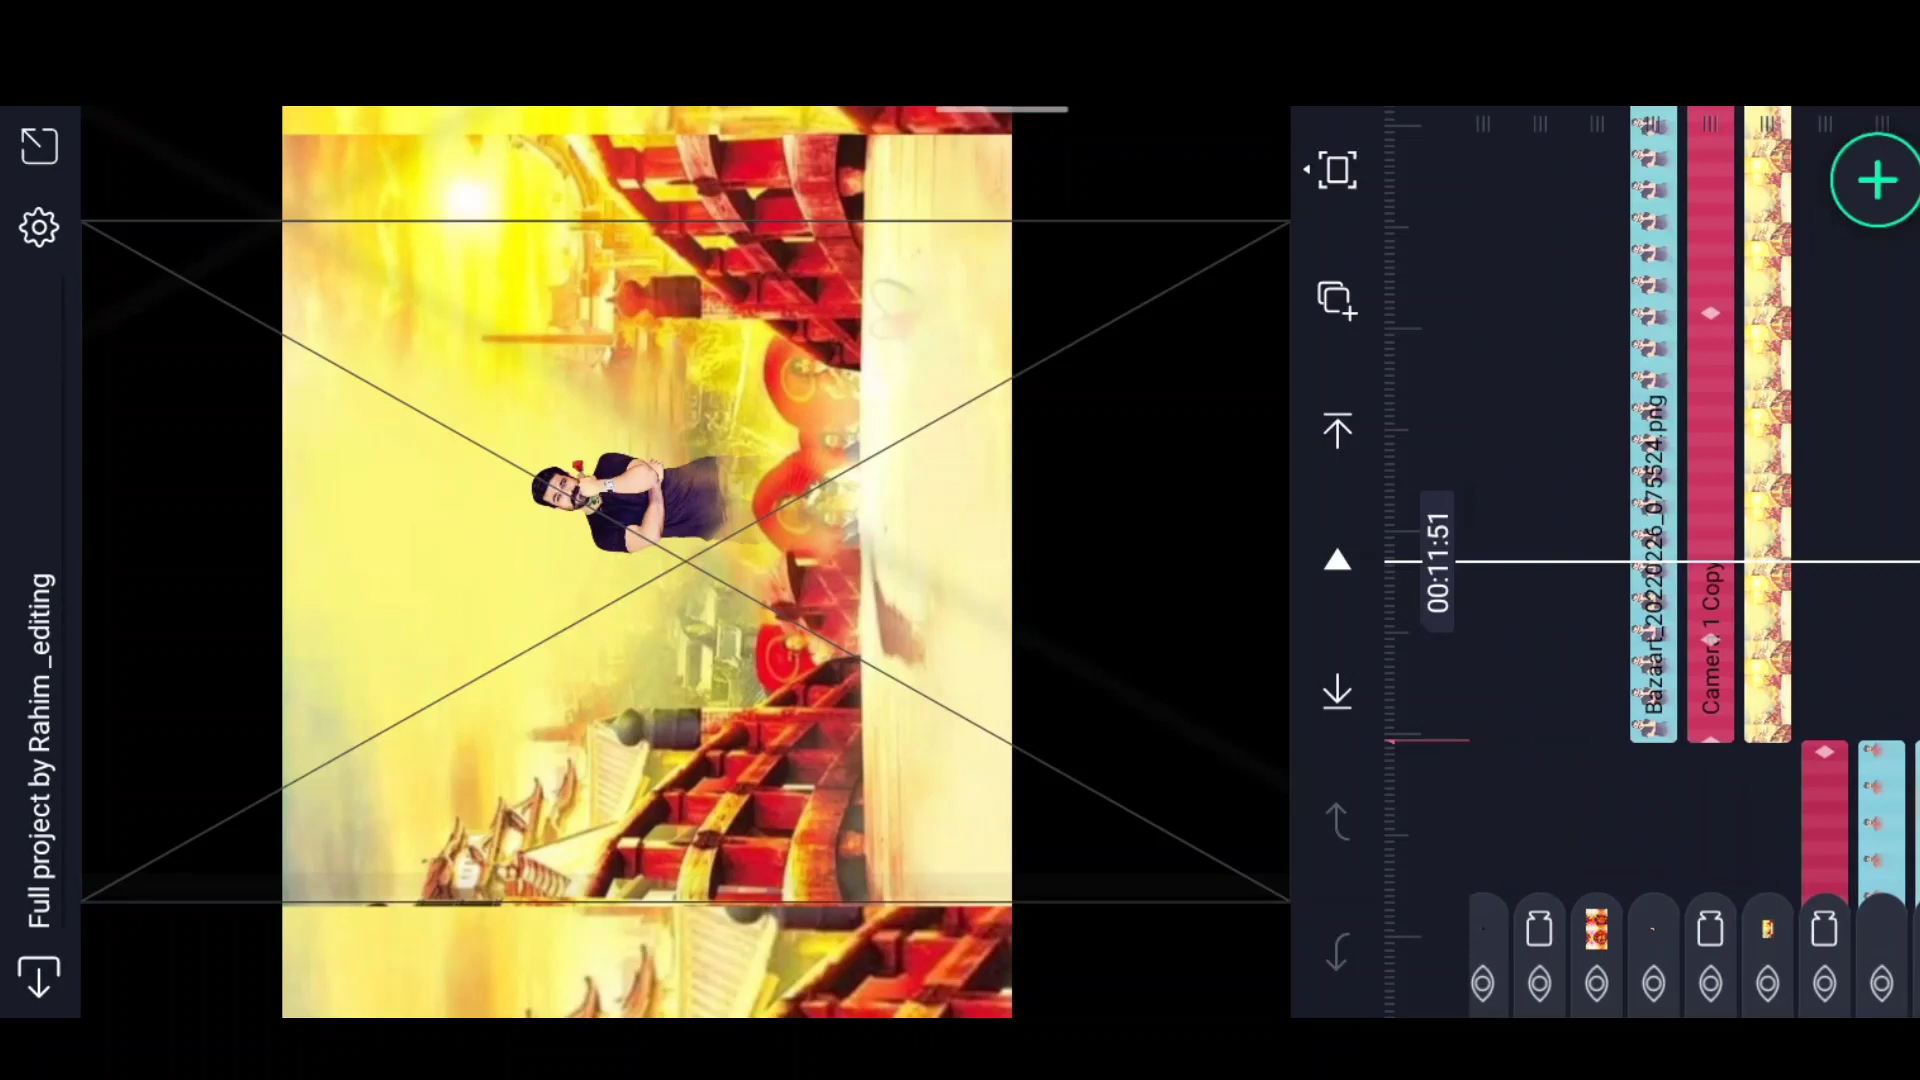 Full project by Rahim _editing
00:11:51
Bazaart_20220226_075524.png
Camera 1 Copy